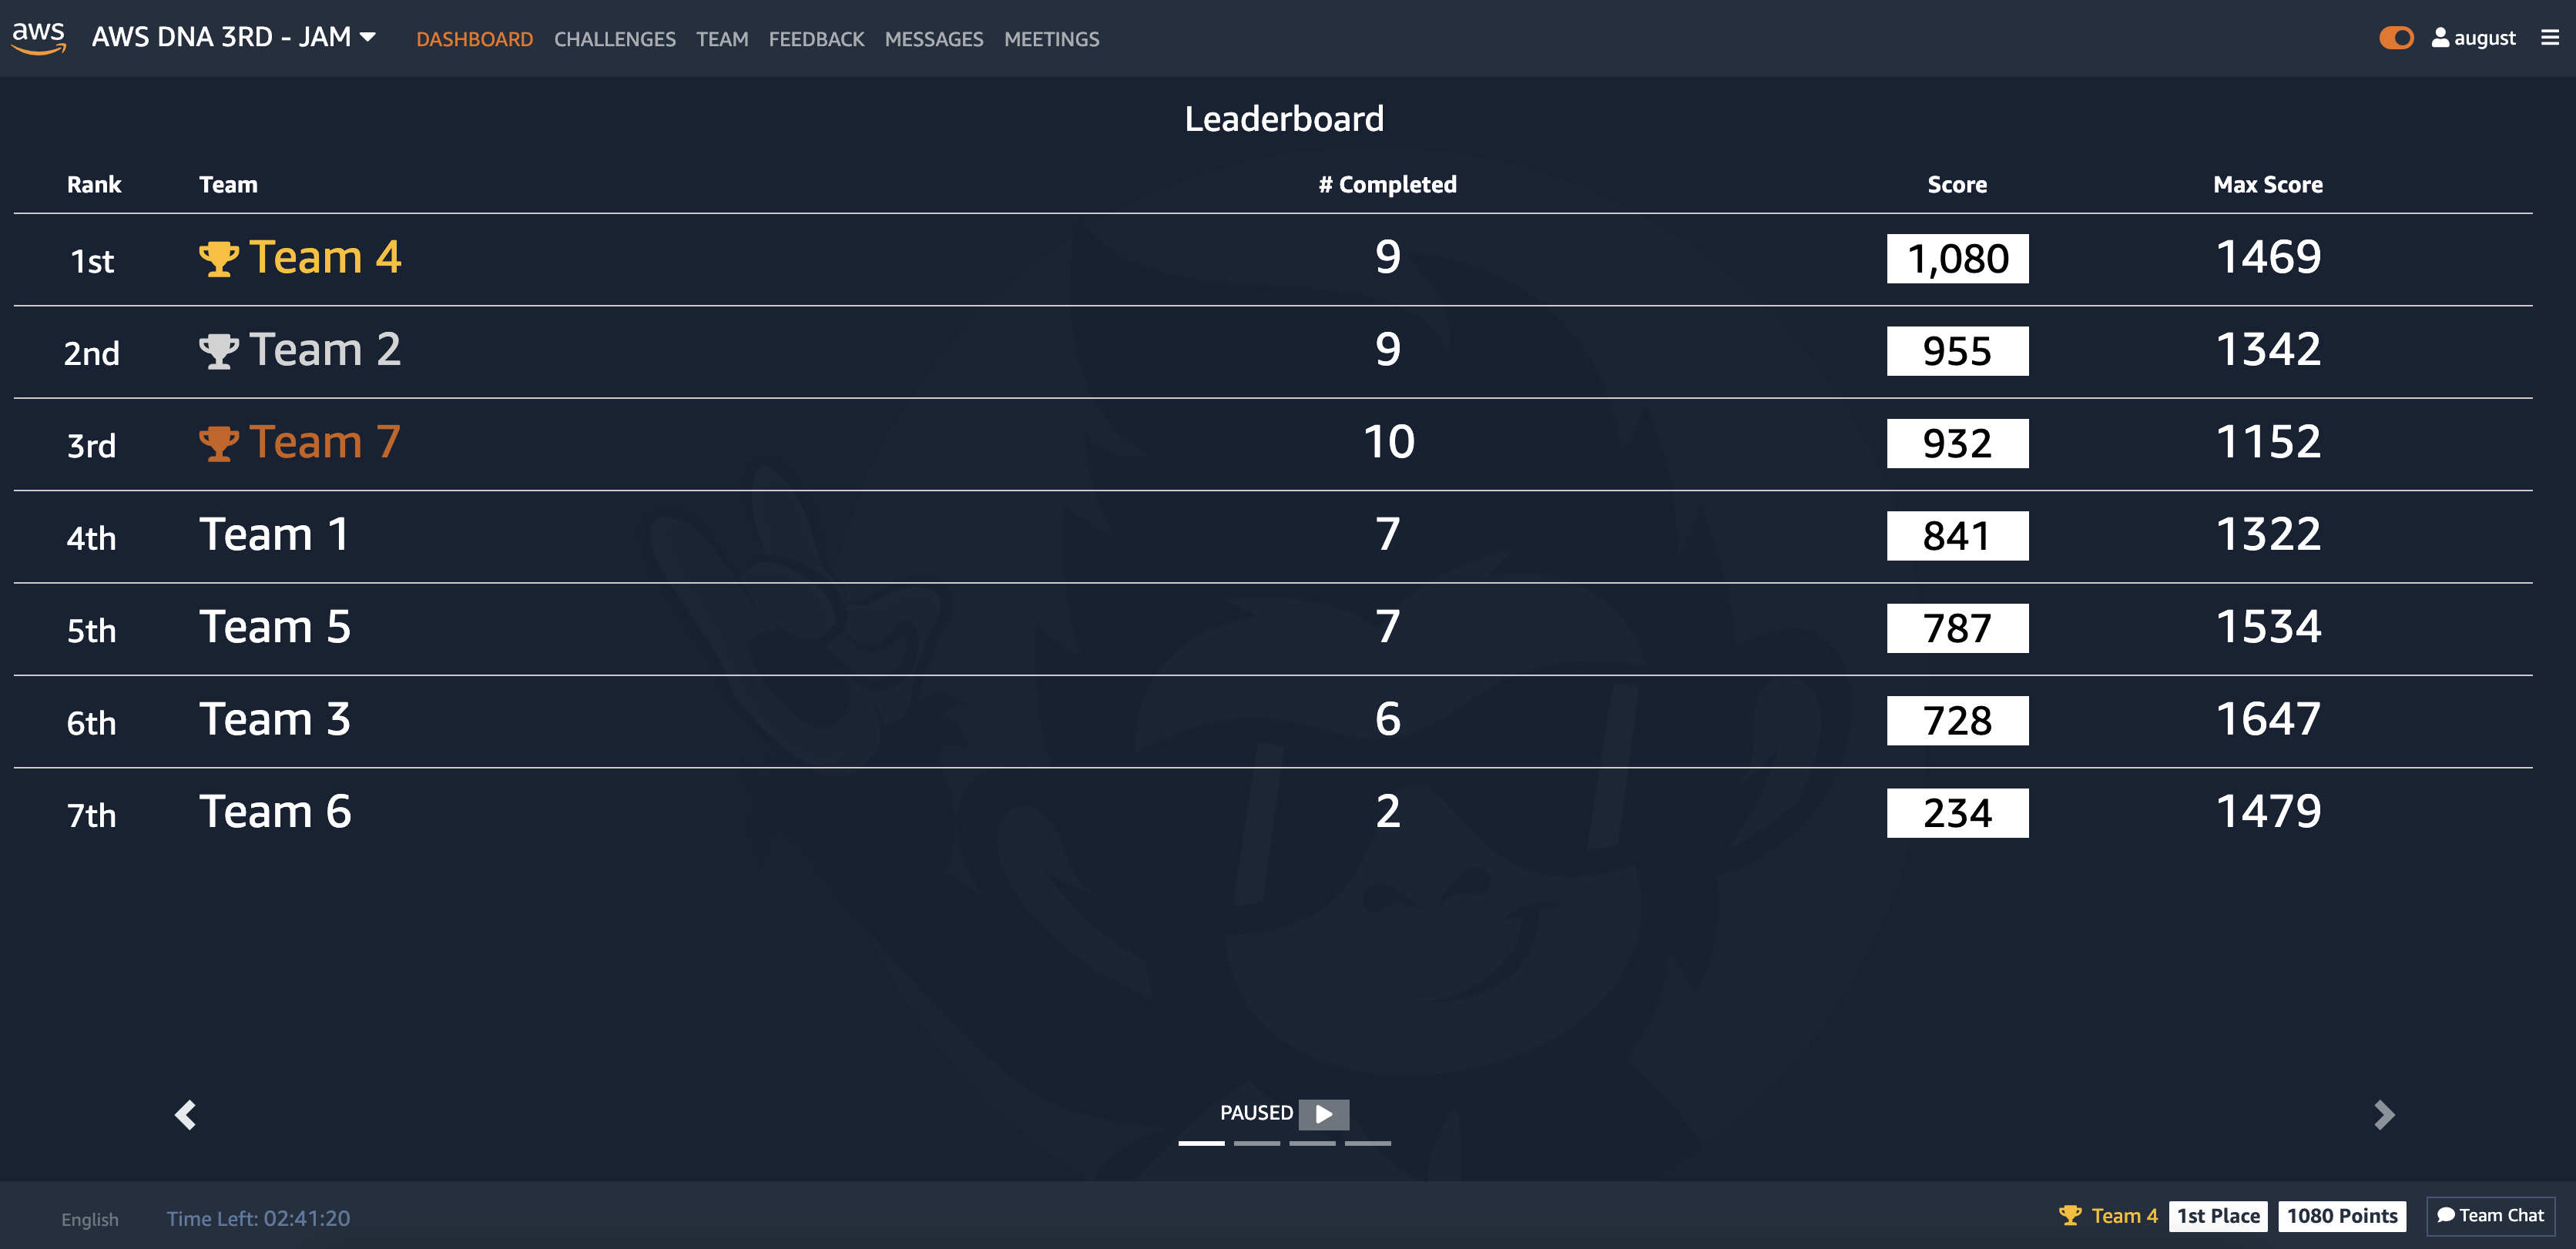 aws AWS DNA 3RD - JAM DASHBOARD CHALLENGES TEAM FEEDBACK MESSAGES MEETINGS august
Leaderboard
Rank Team # Completed Score Max Score
1st Team 4 9 1,080 1469
2nd Team 2 9 955 1342
3rd Team 7 10 932 1152
4th Team 1 7 841 1322
5th Team 5 7 787 1534
6th Team 3 6 728 1647
7th Team 6 2 234 1479
PAUSED
English Time Left: 02:41:20 Team 4 1st Place 1080 Points Team Chat